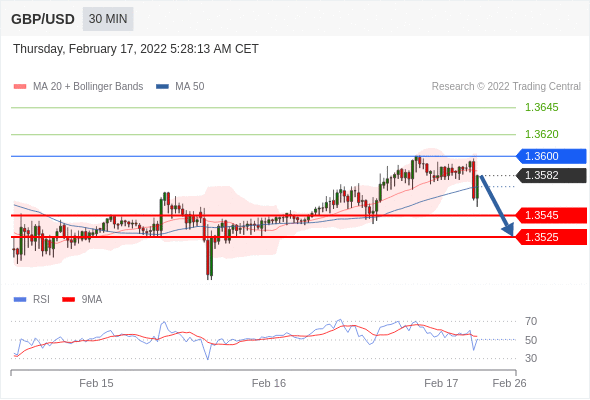 GBP/USD 30 MIN
Thursday, February 17, 2022 5:28:13 AM CET
MA 20 + Bollinger Bands MA 50 Research © 2022 Trading Central
1.3645
1.3620
1.3600
1.3582
1.3545
1.3525
RSI 9MA
70
50
30
Feb 15 Feb 16 Feb 17 Feb 26